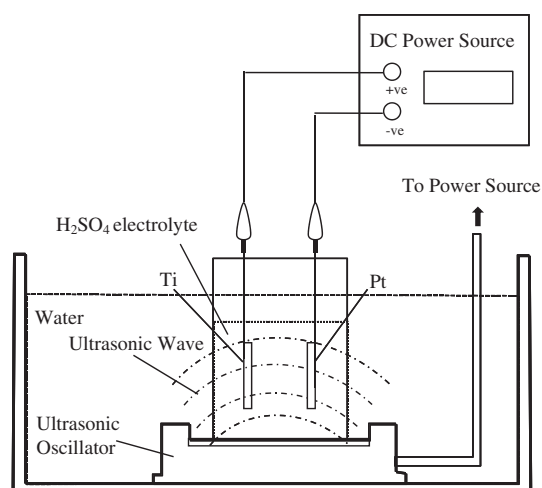 DC Power Source
+ve
-ve
To Power Source
H₂SO₄ electrolyte
Ti
Pt
Water
Ultrasonic Wave
Ultrasonic
Oscillator